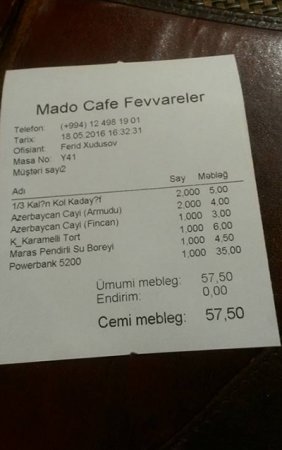 Mado Cafe Fevvareler
Telefon: (+994) 12 498 19 01
Tarix: 18.05.2016 16:32:31
Ofisiant: Ferid Xudusov
Masa No: Y41
Müşteri sayi2
Adı Say Məbləğ
1/3 Kal?n Kol Kaday?f 2,000 5,00
Azerbaycan Cayi (Armudu) 2,000 4,00
Azerbaycan Cayi (Fincan) 1,000 3,00
K_Karamelli Tort 1,000 6,00
Maras Pendirli Su Boreyi 1,000 4,50
Powerbank 5200 1,000 35,00
Ümumi mebleg: 57,50
Endirim: 0,00
Cemi mebleg: 57,50